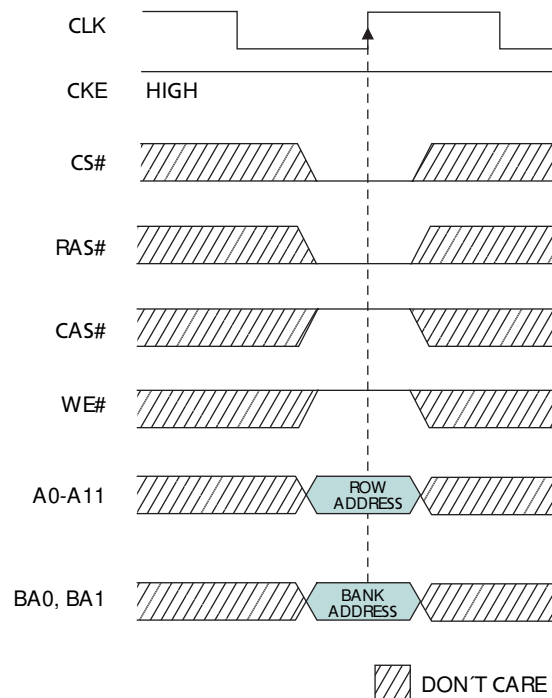 CLK
CKE HIGH
CS#
RAS#
CAS#
WE#
A0-A11 ROW ADDRESS
BA0, BA1 BANK ADDRESS
DON´T CARE